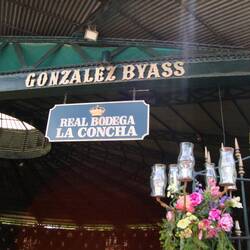 GONZALEZ BYASS
REAL BODEGA
LA CONCHA